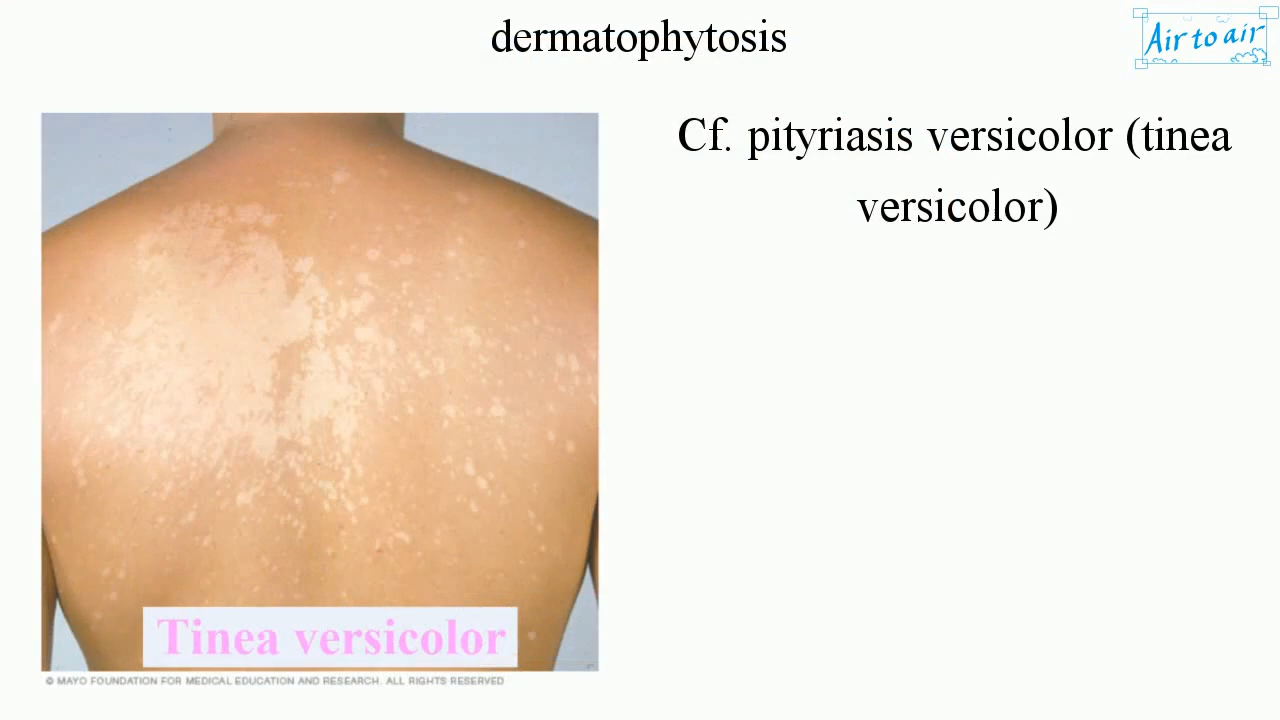 dermatophytosis
Air to air
Cf. pityriasis versicolor (tinea
versicolor)
Tinea versicolor
© MAYO FOUNDATION FOR MEDICAL EDUCATION AND RESEARCH. ALL RIGHTS RESERVED